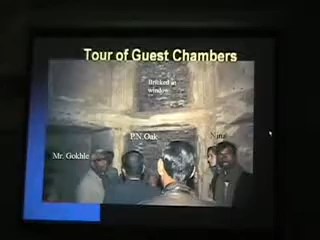 Tour of Guest Chambers
Bricked in
window
P.N.Oak
Nina
Mr. Gokhle